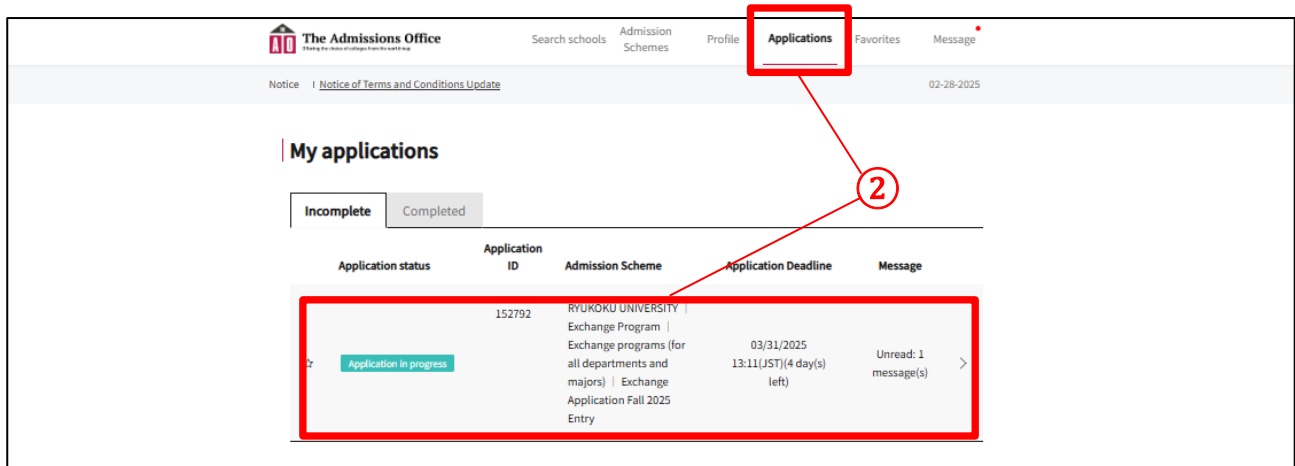 The Admissions Office
Search schools
Admission
Schemes
Profile
Applications
Favorites
Message
Notice | Notice of Terms and Conditions Update
02-28-2025
My applications
Incomplete
Completed
Application status
Application
ID
Admission Scheme
Application Deadline
Message
Application in progress
152792
RYUKOKU UNIVERSITY |
Exchange Program |
Exchange programs (for
all departments and
majors) | Exchange
Application Fall 2025
Entry
03/31/2025
13:11(JST)(4 day(s)
left)
Unread: 1
message(s)
②